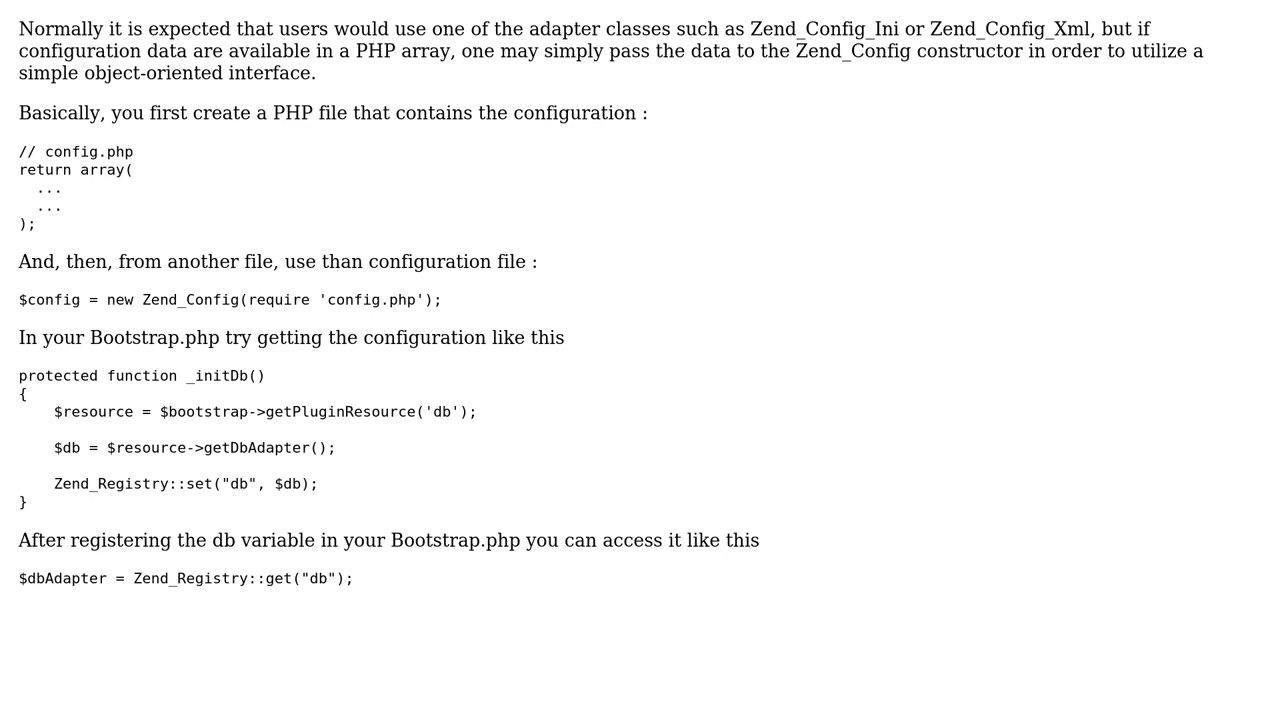 Normally it is expected that users would use one of the adapter classes such as Zend_Config_Ini or Zend_Config_Xml, but if
configuration data are available in a PHP array, one may simply pass the data to the Zend_Config constructor in order to utilize a
simple object-oriented interface.
Basically, you first create a PHP file that contains the configuration :
// config.php
return array(
  ...
  ...
);
And, then, from another file, use than configuration file :
$config = new Zend_Config(require 'config.php');
In your Bootstrap.php try getting the configuration like this
protected function _initDb()
{
    $resource = $bootstrap->getPluginResource('db');
    $db = $resource->getDbAdapter();
    Zend_Registry::set("db", $db);
}
After registering the db variable in your Bootstrap.php you can access it like this
$dbAdapter = Zend_Registry::get("db");